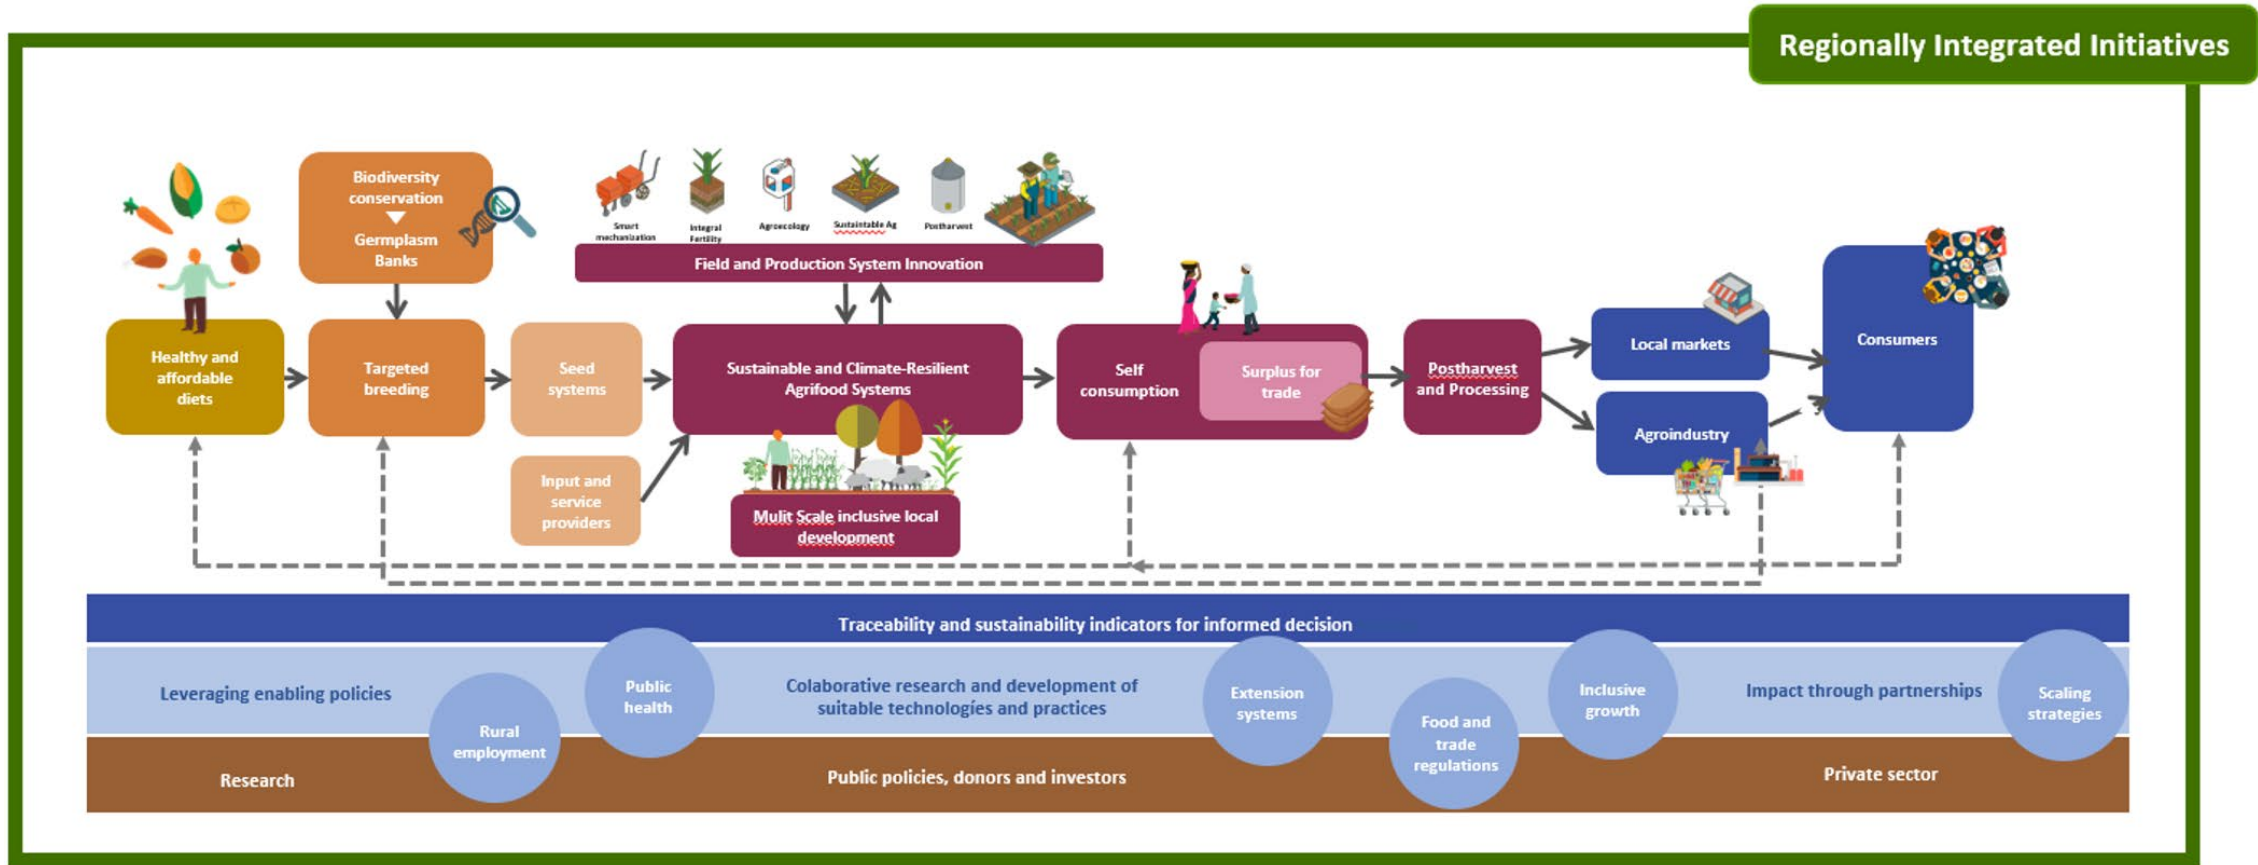 Regionally Integrated Initiatives
Biodiversity
conservation
Germplasm
Banks
Smart
mechanization
Integral
Fertility
Agroecology
Sustaintable Ag
Postharvest
Field and Production System Innovation
Healthy and
affordable
diets
Targeted
breeding
Seed
systems
Input and
service
providers
Sustainable and Climate-Resilient
Agrifood Systems
Mulit Scale inclusive local
development
Self
consumption
Surplus for
trade
Postharvest
and Processing
Local markets
Agroindustry
Consumers
Traceability and sustainability indicators for informed decision
Leveraging enabling policies
Rural
employment
Public
health
Colaborative research and development of
suitable technologíes and practices
Extension
systems
Food and
trade
regulations
Inclusive
growth
Impact through partnerships
Scaling
strategies
Research
Public policies, donors and investors
Private sector